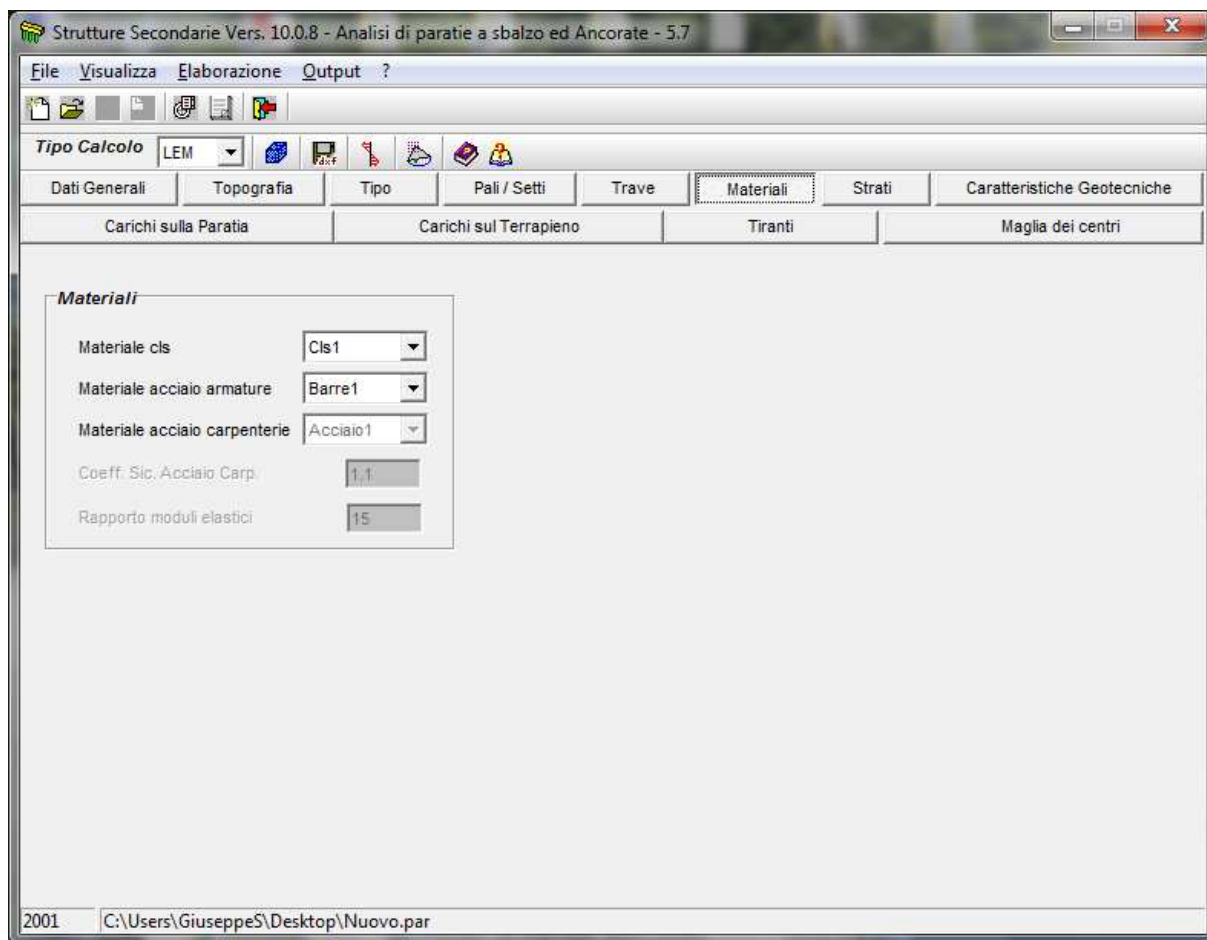 Strutture Secondarie Vers. 10.0.8 - Analisi di paratie a sbalzo ed Ancorate - 5.7
File Visualizza Elaborazione Output ?
Tipo Calcolo LEM dxf
Dati Generali Topografia Tipo Pali / Setti Trave Materiali Strati Caratteristiche Geotecniche
Carichi sulla Paratia Carichi sul Terrapieno Tiranti Maglia dei centri
Materiali
Materiale cls Cls1
Materiale acciaio armature Barre1
Materiale acciaio carpenterie Acciaio1
Coeff. Sic. Acciaio Carp. 1,1
Rapporto moduli elastici 15
2001 C:\Users\GiuseppeS\Desktop\Nuovo.par